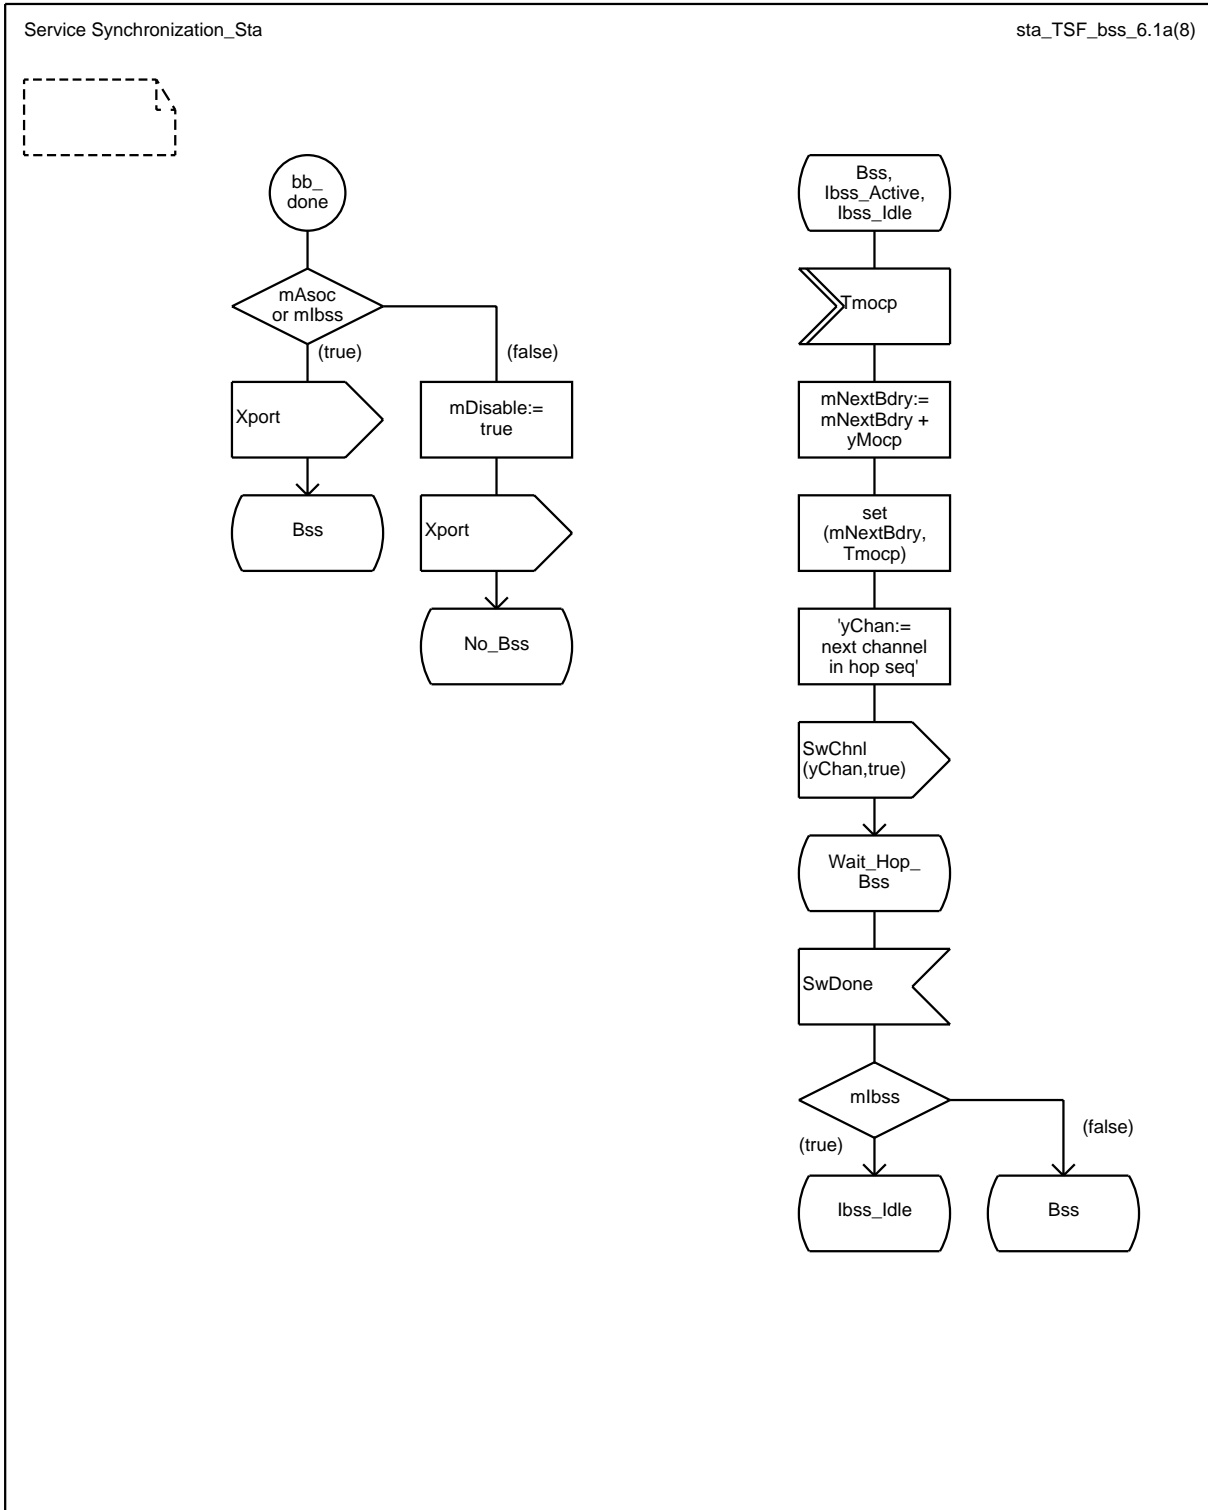 Service Synchronization_Sta
sta_TSF_bss_6.1a(8)
bb_
done
mAsoc
or mIbss
(true)
(false)
Xport
mDisable:=
true
Bss
Xport
No_Bss
Bss,
Ibss_Active,
Ibss_Idle
Tmocp
mNextBdry:=
mNextBdry +
yMocp
set
(mNextBdry,
Tmocp)
'yChan:=
next channel
in hop seq'
SwChnl
(yChan,true)
Wait_Hop_
Bss
SwDone
mIbss
(true)
(false)
Ibss_Idle
Bss